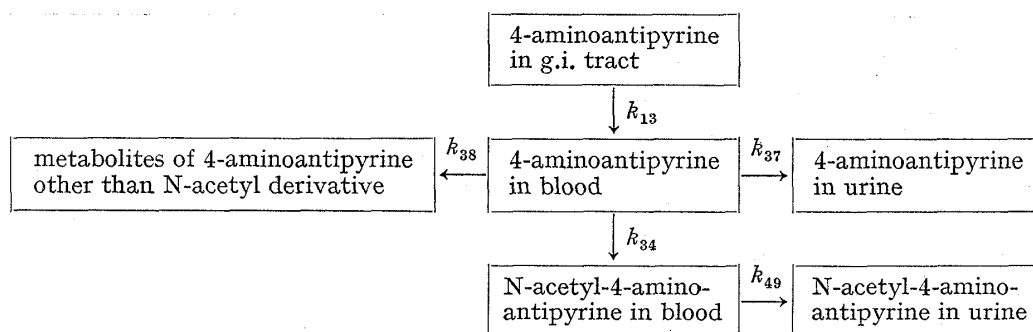 4-aminoantipyrine
in g.i. tract
k13
metabolites of 4-aminoantipyrine
other than N-acetyl derivative
k38
4-aminoantipyrine
in blood
k37
4-aminoantipyrine
in urine
k34
N-acetyl-4-amino-
antipyrine in blood
k49
N-acetyl-4-amino-
antipyrine in urine